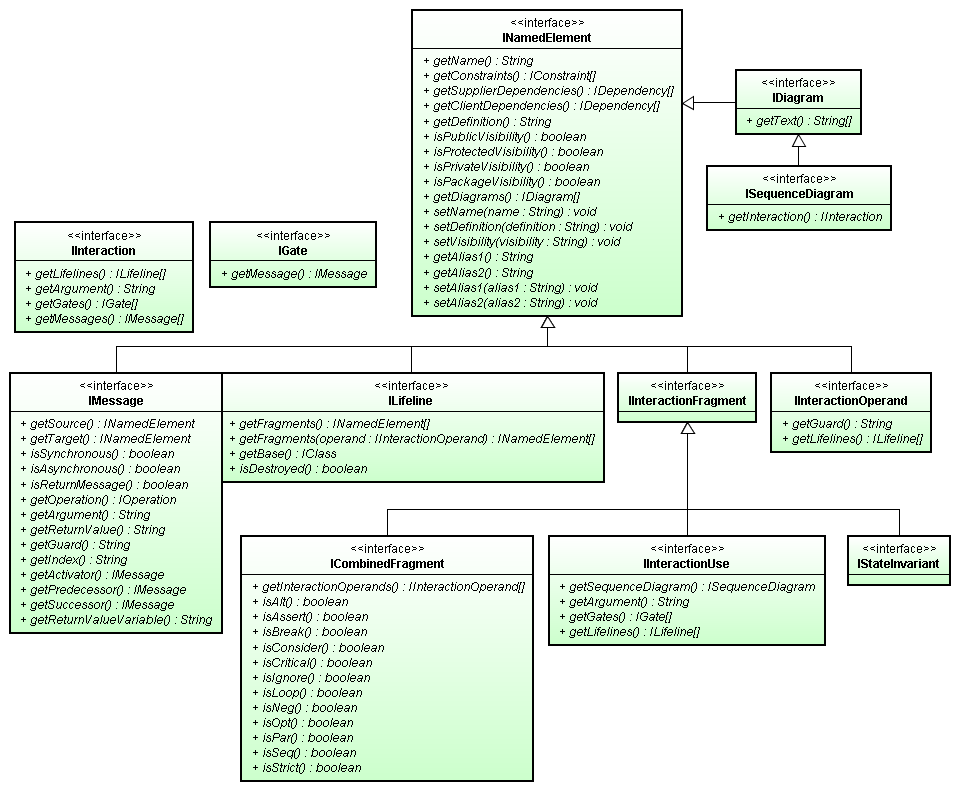 <<interface>>
INamedElement
+ getName() : String
+ getConstraints() : IConstraint[]
+ getSupplierDependencies() : IDependency[]
+ getClientDependencies() : IDependency[]
+ getDefinition() : String
+ isPublicVisibility() : boolean
+ isProtectedVisibility() : boolean
+ isPrivateVisibility() : boolean
+ isPackageVisibility() : boolean
+ getDiagrams() : IDiagram[]
+ setName(name : String) : void
+ setDefinition(definition : String) : void
+ setVisibility(visibility : String) : void
+ getAlias1() : String
+ getAlias2() : String
+ setAlias1(alias1 : String) : void
+ setAlias2(alias2 : String) : void
<<interface>>
IDiagram
+ getText() : String[]
<<interface>>
ISequenceDiagram
+ getInteraction() : IInteraction
<<interface>>
IInteraction
+ getLifelines() : ILifeline[]
+ getArgument() : String
+ getGates() : IGate[]
+ getMessages() : IMessage[]
<<interface>>
IGate
+ getMessage() : IMessage
<<interface>>
IMessage
+ getSource() : INamedElement
+ getTarget() : INamedElement
+ isSynchronous() : boolean
+ isAsynchronous() : boolean
+ isReturnMessage() : boolean
+ getOperation() : IOperation
+ getArgument() : String
+ getReturnValue() : String
+ getGuard() : String
+ getIndex() : String
+ getActivator() : IMessage
+ getPredecessor() : IMessage
+ getSuccessor() : IMessage
+ getReturnValueVariable() : String
<<interface>>
ILifeline
+ getFragments() : INamedElement[]
+ getFragments(operand : IInteractionOperand) : INamedElement[]
+ getBase() : IClass
+ isDestroyed() : boolean
<<interface>>
IInteractionFragment
<<interface>>
IInteractionOperand
+ getGuard() : String
+ getLifelines() : ILifeline[]
<<interface>>
ICombinedFragment
+ getInteractionOperands() : IInteractionOperand[]
+ isAlt() : boolean
+ isAssert() : boolean
+ isBreak() : boolean
+ isConsider() : boolean
+ isCritical() : boolean
+ isIgnore() : boolean
+ isLoop() : boolean
+ isNeg() : boolean
+ isOpt() : boolean
+ isPar() : boolean
+ isSeq() : boolean
+ isStrict() : boolean
<<interface>>
IInteractionUse
+ getSequenceDiagram() : ISequenceDiagram
+ getArgument() : String
+ getGates() : IGate[]
+ getLifelines() : ILifeline[]
<<interface>>
IStateInvariant